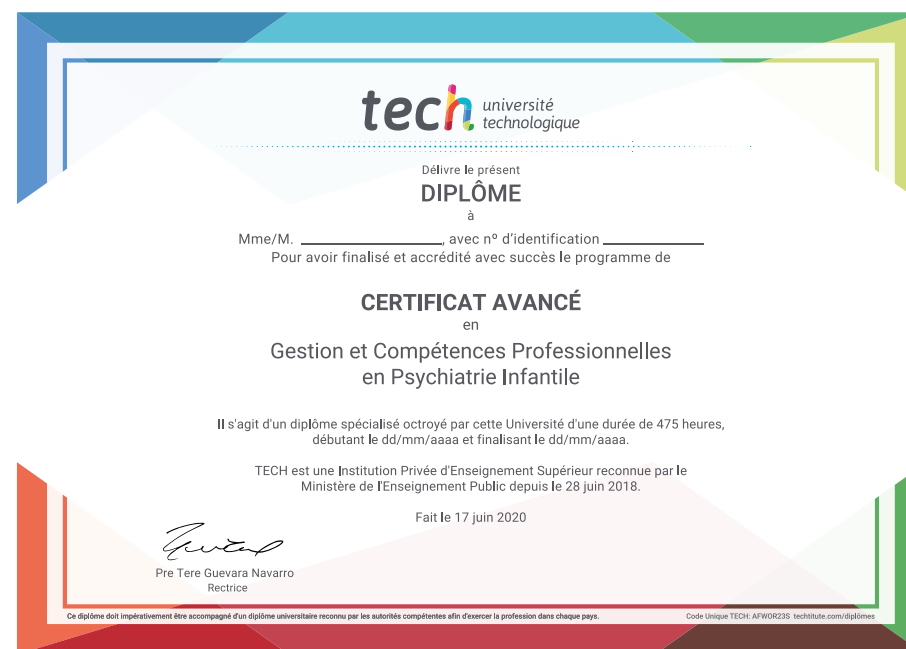 tech université
technologique
Délivre le présent
DIPLÔME
à
Mme/M. ____________________, avec nº d'identification ______________
Pour avoir finalisé et accrédité avec succès le programme de
CERTIFICAT AVANCÉ
en
Gestion et Compétences Professionnelles
en Psychiatrie Infantile
Il s'agit d'un diplôme spécialisé octroyé par cette Université d'une durée de 475 heures,
débutant le dd/mm/aaaa et finalisant le dd/mm/aaaa.
TECH est une Institution Privée d'Enseignement Supérieur reconnue par le
Ministère de l'Enseignement Public depuis le 28 juin 2018.
Fait le 17 juin 2020
Pre Tere Guevara Navarro
Rectrice
Ce diplôme doit impérativement être accompagné d'un diplôme universitaire reconnu par les autorités compétentes afin d'exercer la profession dans chaque pays.
Code Unique TECH: AFWOR23S techtitute.com/diplômes